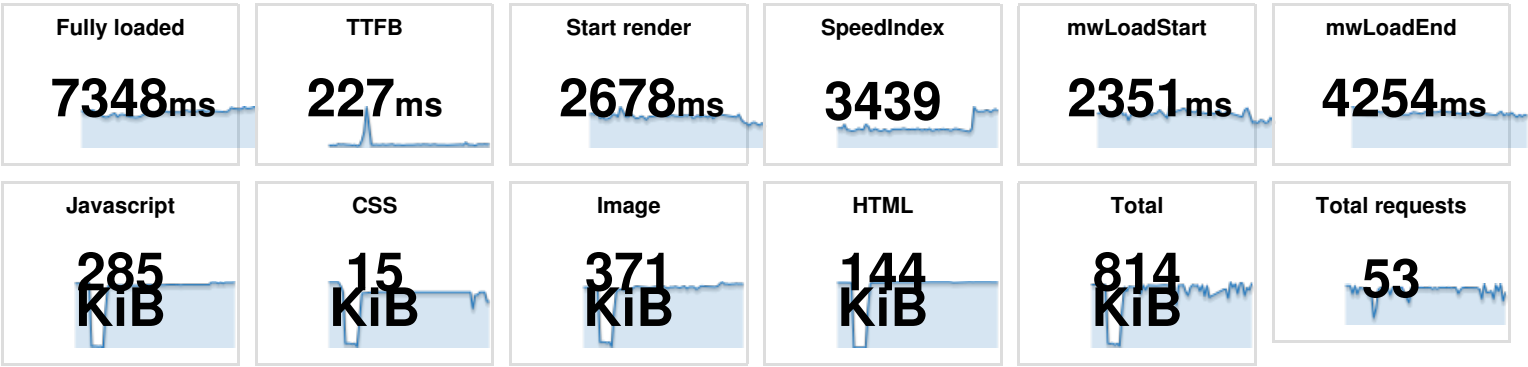 Fully loaded
7348ms
TTFB
227ms
Start render
2678ms
SpeedIndex
3439
mwLoadStart
2351ms
mwLoadEnd
4254ms
Javascript
285
KiB
CSS
15
KiB
Image
371
KiB
HTML
144
KiB
Total
814
KiB
Total requests
53